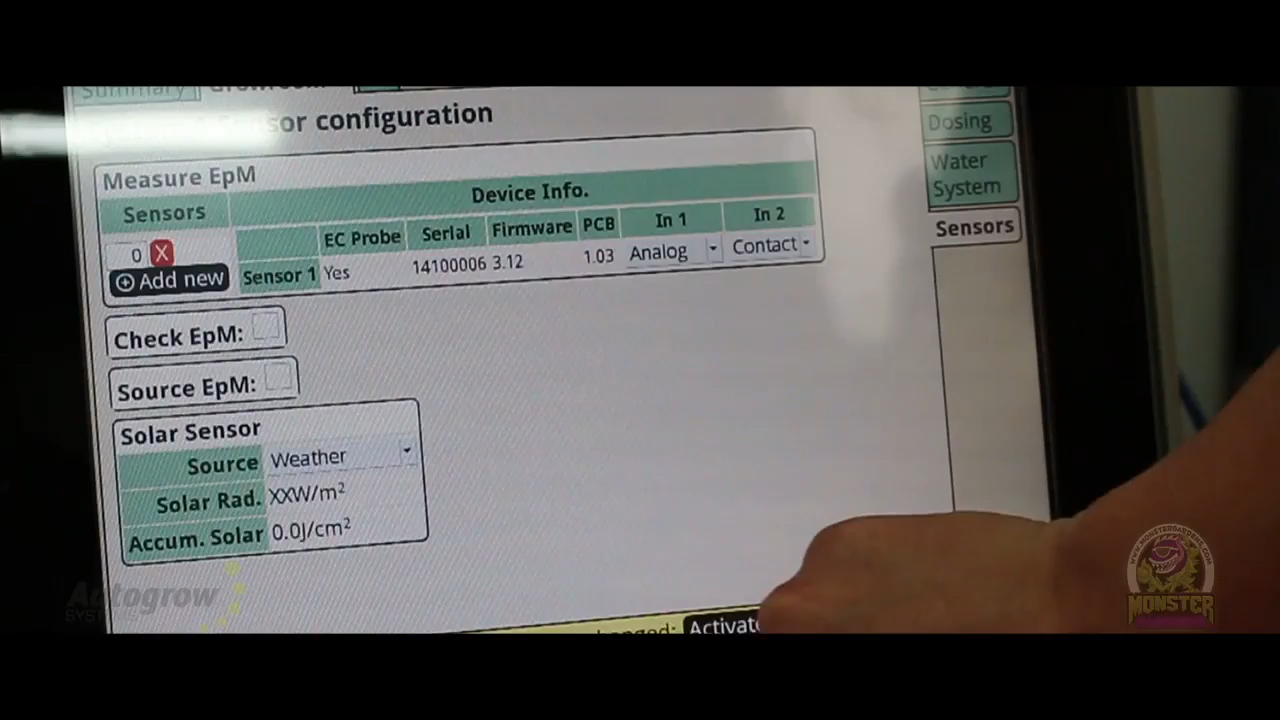 Summary
sor configuration
Dosing
Measure EpM
Device Info.
Water
System
Sensors
EC Probe Serial Firmware PCB In 1 In 2
Sensors
0 X
Sensor 1 Yes 14100006 3.12 1.03 Analog Contact
Add new
Check EpM:
Source EpM:
Solar Sensor
Source Weather
Solar Rad. XXW/m²
Accum. Solar 0.0J/cm²
Autogrow
SYSTEMS
Activate
MONSTER